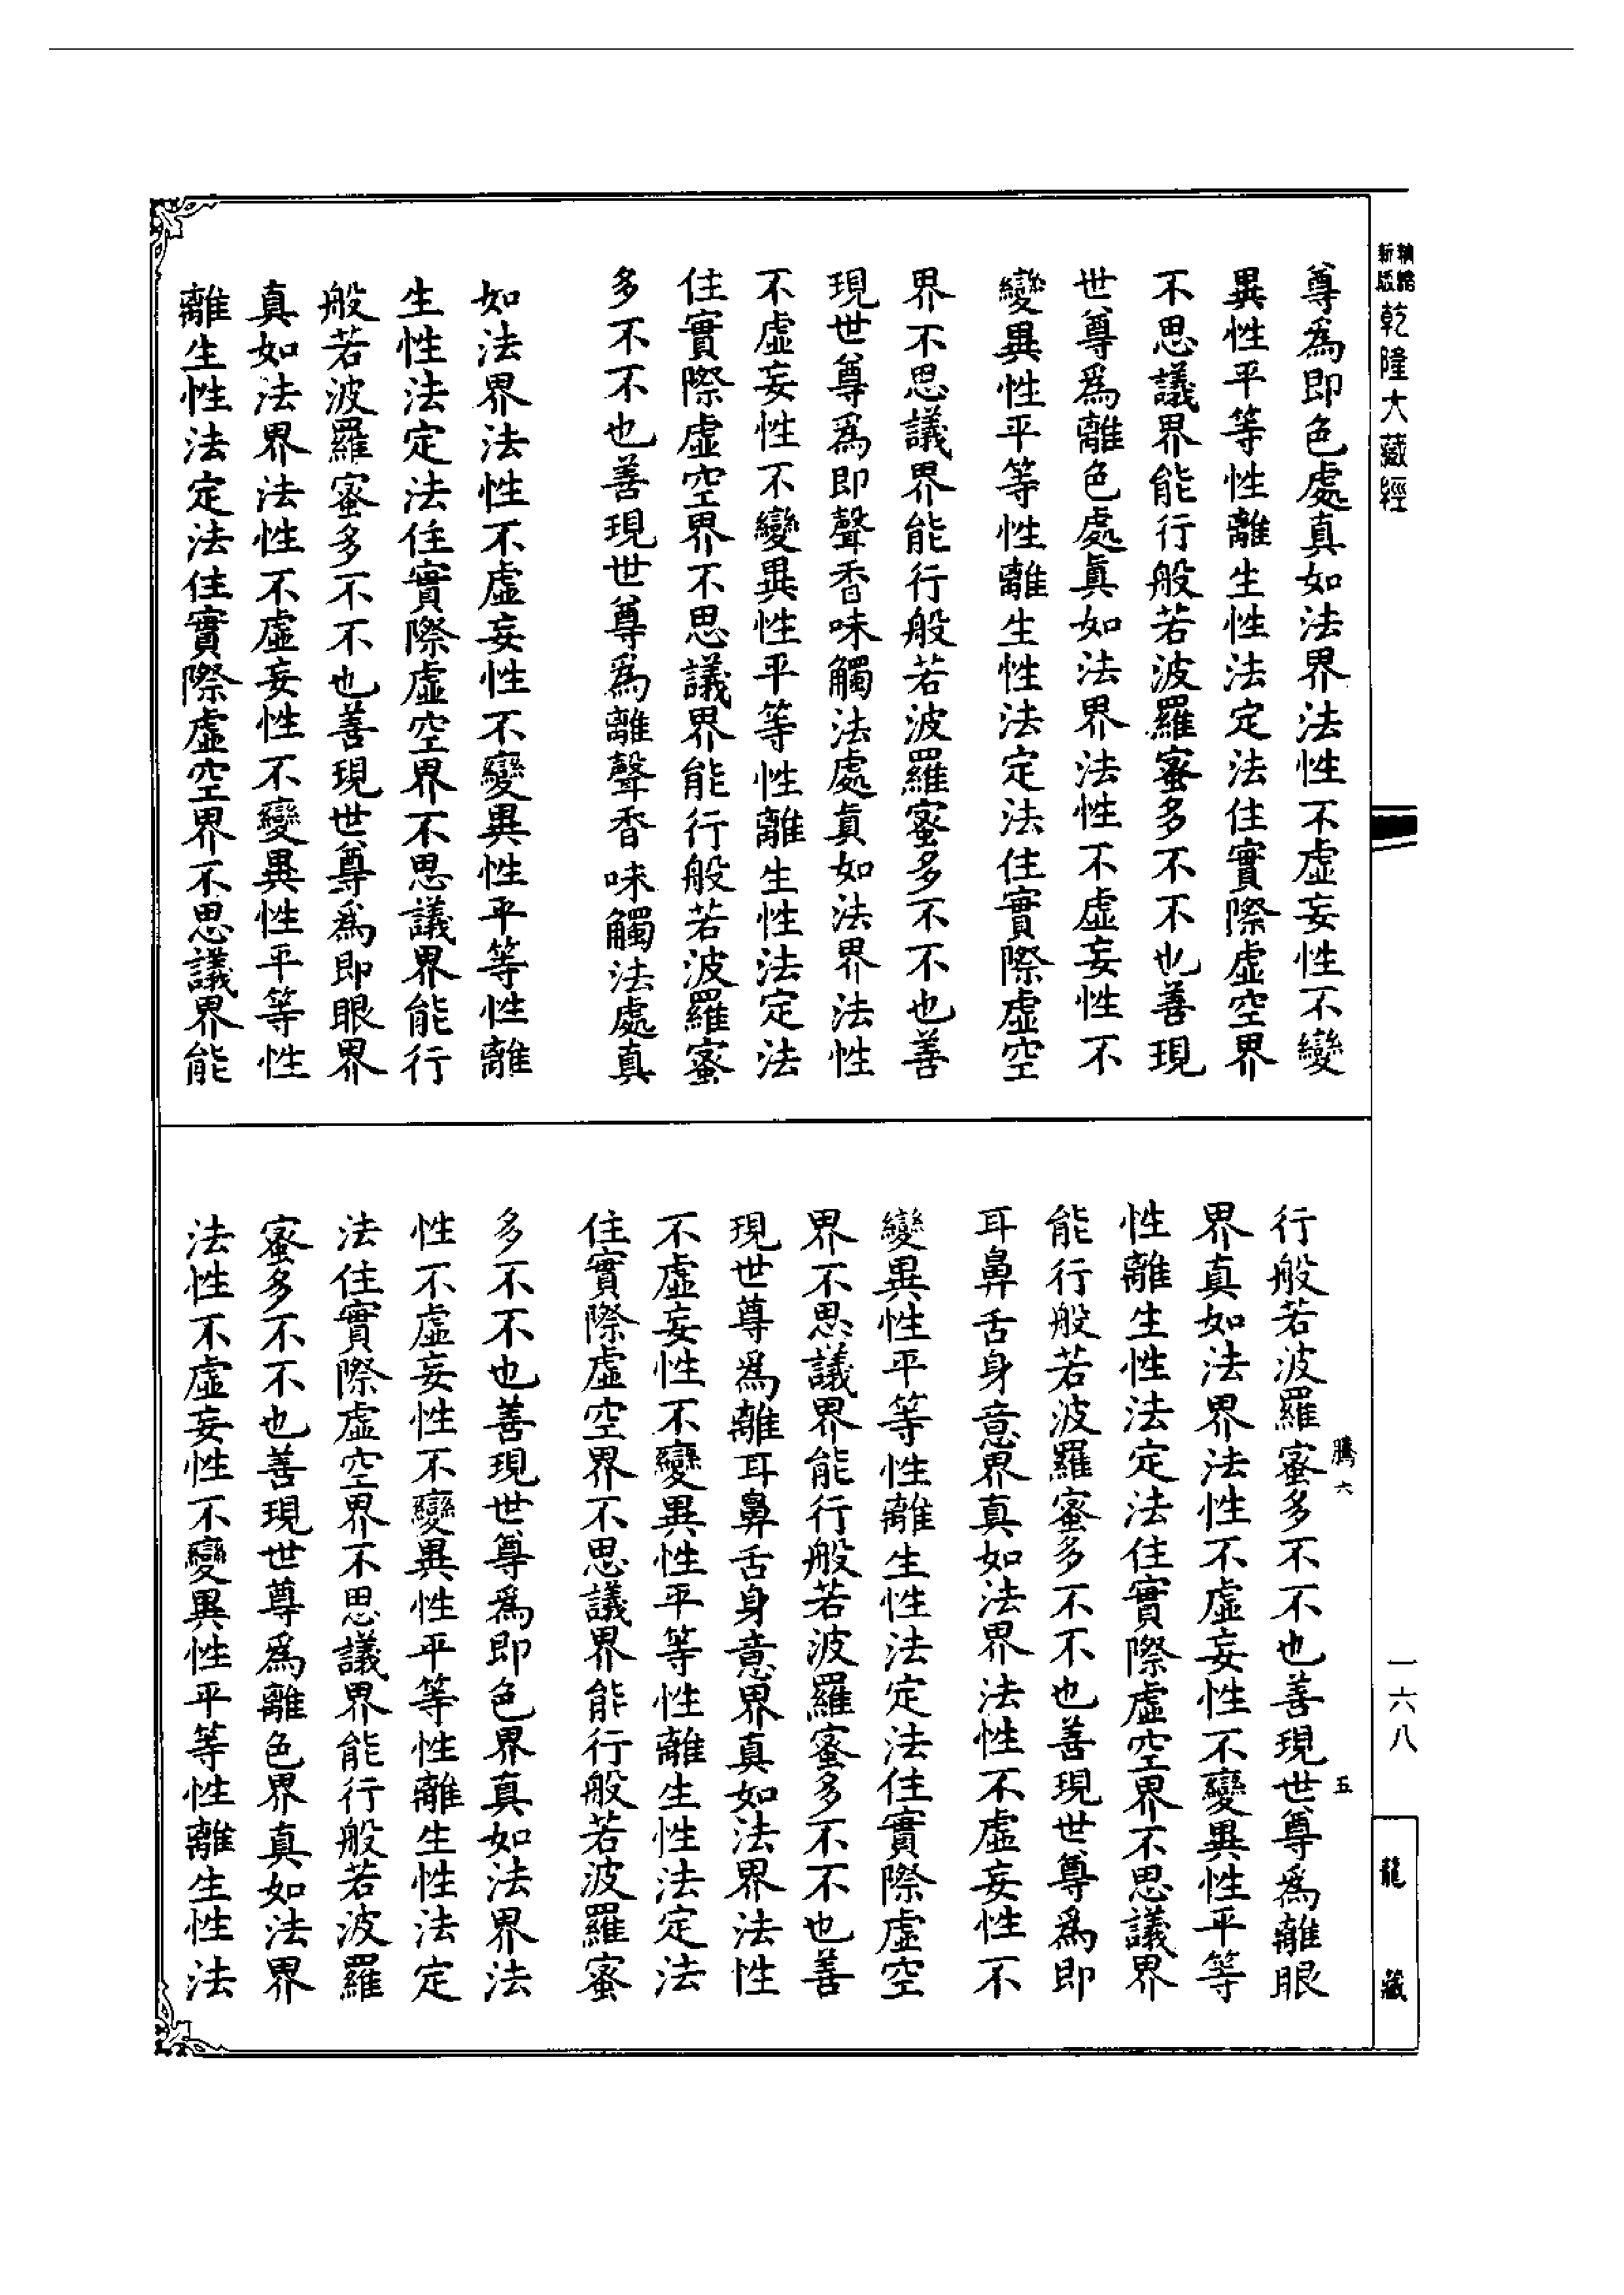 新版精縮
乾隆大藏經
尊為即色處真如法界法性不虛妄性不變
異性平等性離生性法定法住實際虛空界
不思議界能行般若波羅蜜多不不也善現
世尊爲離色處眞如法界法性不虛妄性不
變異性平等性離生性法定法住實際虛空
界不思議界能行般若波羅蜜多不不也善
現世尊爲即聲香味觸法處真如法界法性
不虛妄性不變異性平等性離生性法定法
住實際虛空界不思議界能行般若波羅蜜
多不不也善現世尊爲離聲香味觸法處真
如法界法性不虛妄性不變異性平等性離
生性法定法住實際虛空界不思議界能行
般若波羅蜜多不不也善現世尊爲即眼界
真如法界法性不虛妄性不變異性平等性
離生性法定法住實際虛空界不思議界能
騰六
五
行般若波羅蜜多不不也善現世尊爲離眼
界真如法界法性不虛妄性不變異性平等
性離生性法定法住實際虛空界不思議界
能行般若波羅蜜多不不也善現世尊爲即
耳鼻舌身意界真如法界法性不虛妄性不
變異性平等性離生性法定法住實際虛空
界不思議界能行般若波羅蜜多不不也善
現世尊爲離耳鼻舌身意界真如法界法性
不虛妄性不變異性平等性離生性法定法
住實際虛空界不思議界能行般若波羅蜜
多不不也善現世尊為即色界真如法界法
性不虛妄性不變異性平等性離生性法定
法住實際虛空界不思議界能行般若波羅
蜜多不不也善現世尊爲離色界真如法界
法性不虛妄性不變異性平等性離生性法
一六八
龍藏